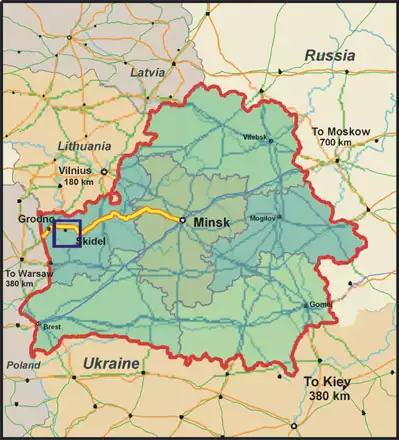 Russia
Latvia
To Moskow
700 km
Vitebsk
Lithuania
Vilnius
180 km
Grodno
Skidel
Minsk
Mogilov
To Warsaw
380 km
Gomel
Brest
Poland
Ukraine
To Kiev
380 km